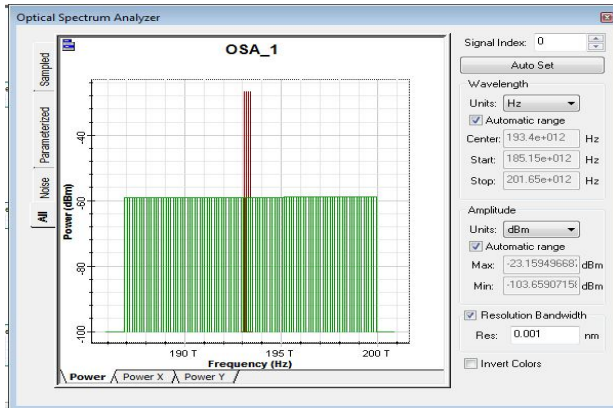 Optical Spectrum Analyzer
OSA_1
Sampled
Parameterized
Noise
All
Power (dBm)
-40
-60
-80
-100
190 T
195 T
200 T
Frequency (Hz)
Power
Power X
Power Y
Signal Index: 0
Auto Set
Wavelength
Units: Hz
Automatic range
Center: 193.4e+012 Hz
Start: 185.15e+012 Hz
Stop: 201.65e+012 Hz
Amplitude
Units: dBm
Automatic range
Max: -23.15949668 dBm
Min: -103.6590715 dBm
Resolution Bandwidth
Res: 0.001 nm
Invert Colors